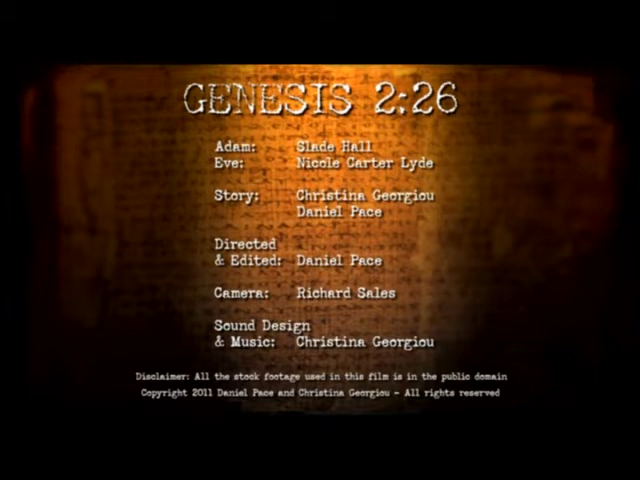 GENESIS 2:26
Adam: Slade Hall
Eve: Nicole Carter Lyde
Story: Christina Georgiou
Daniel Pace
Directed
& Edited: Daniel Pace
Camera: Richard Sales
Sound Design
& Music: Christina Georgiou
Disclaimer: All the stock footage used in this film is in the public domain
Copyright 2011 Daniel Pace and Christina Georgiou - All rights reserved